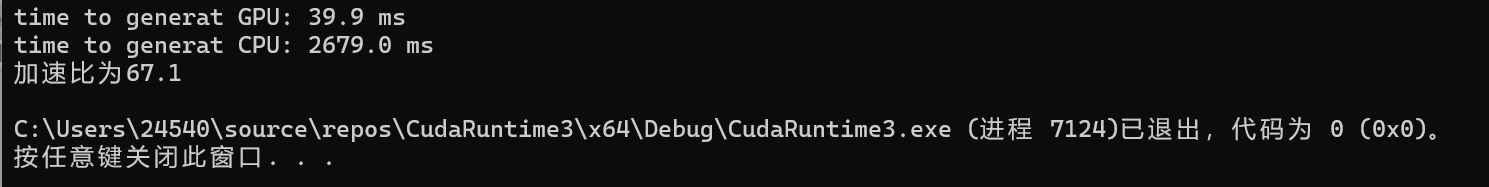 time to generat GPU: 39.9 ms
time to generat CPU: 2679.0 ms
加速比为67.1
C:\Users\24540\source\repos\CudaRuntime3\x64\Debug\CudaRuntime3.exe (进程 7124)已退出，代码为 0 (0x0)。
按任意键关闭此窗口. . .